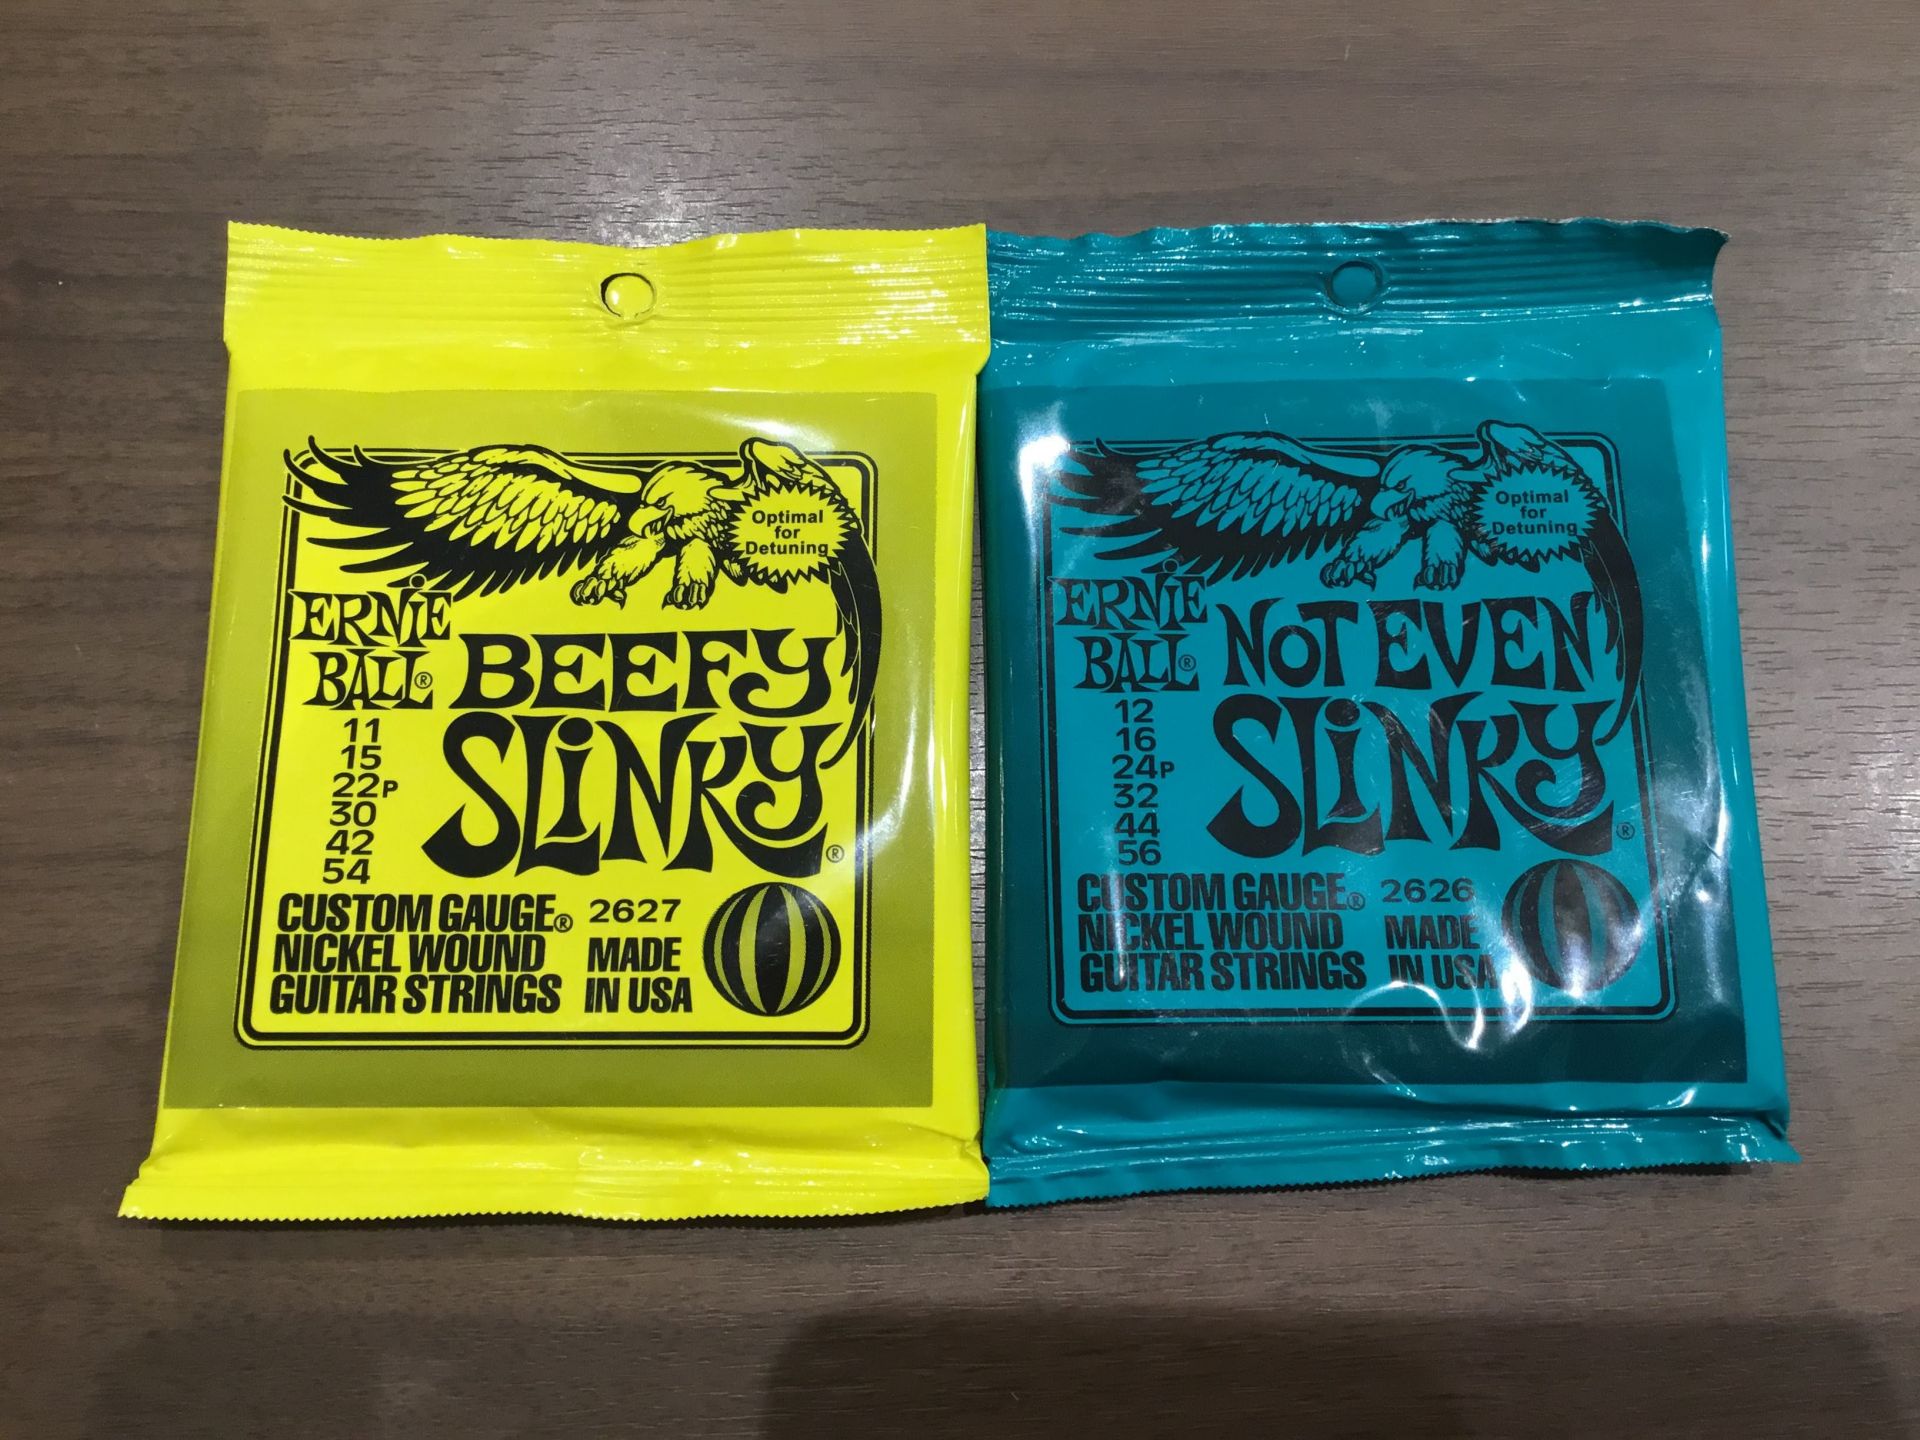 Optimal
for
Detuning
ERNIE
BALL®
BEEFY
SLINKY®
11
15
22P
30
42
54
CUSTOM GAUGE® 2627
NICKEL WOUND MADE
GUITAR STRINGS IN USA
Optimal
for
Detuning
ERNIE
BALL®
NOT EVEN
SLINKY®
12
16
24P
32
44
56
CUSTOM GAUGE® 2626
NICKEL WOUND MADE
GUITAR STRINGS IN USA